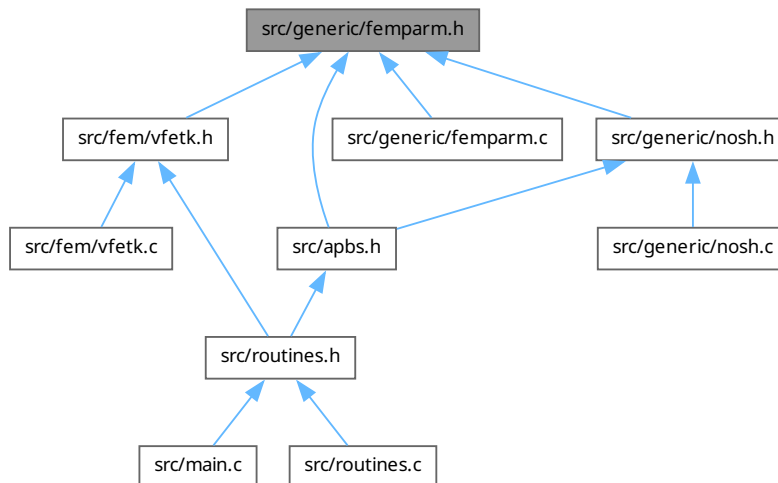 src/generic/femparm.h
src/fem/vfetk.h
src/generic/femparm.c
src/generic/nosh.h
src/fem/vfetk.c
src/apbs.h
src/generic/nosh.c
src/routines.h
src/main.c
src/routines.c